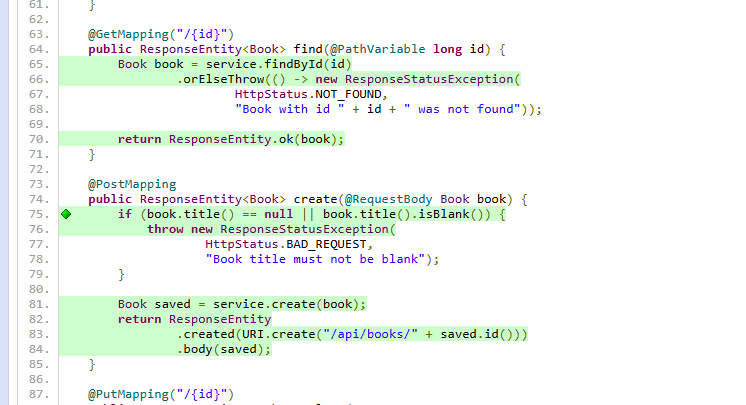 61.    }
62.
63.    @GetMapping("/{id}")
64.    public ResponseEntity<Book> find(@PathVariable long id) {
65.        Book book = service.findById(id)
66.                .orElseThrow(() -> new ResponseStatusException(
67.                        HttpStatus.NOT_FOUND,
68.                        "Book with id " + id + " was not found"));
69.
70.        return ResponseEntity.ok(book);
71.    }
72.
73.    @PostMapping
74.    public ResponseEntity<Book> create(@RequestBody Book book) {
75.        if (book.title() == null || book.title().isBlank()) {
76.            throw new ResponseStatusException(
77.                    HttpStatus.BAD_REQUEST,
78.                    "Book title must not be blank");
79.        }
80.
81.        Book saved = service.create(book);
82.        return ResponseEntity
83.                .created(URI.create("/api/books/" + saved.id()))
84.                .body(saved);
85.    }
86.
87.    @PutMapping("/{id}")